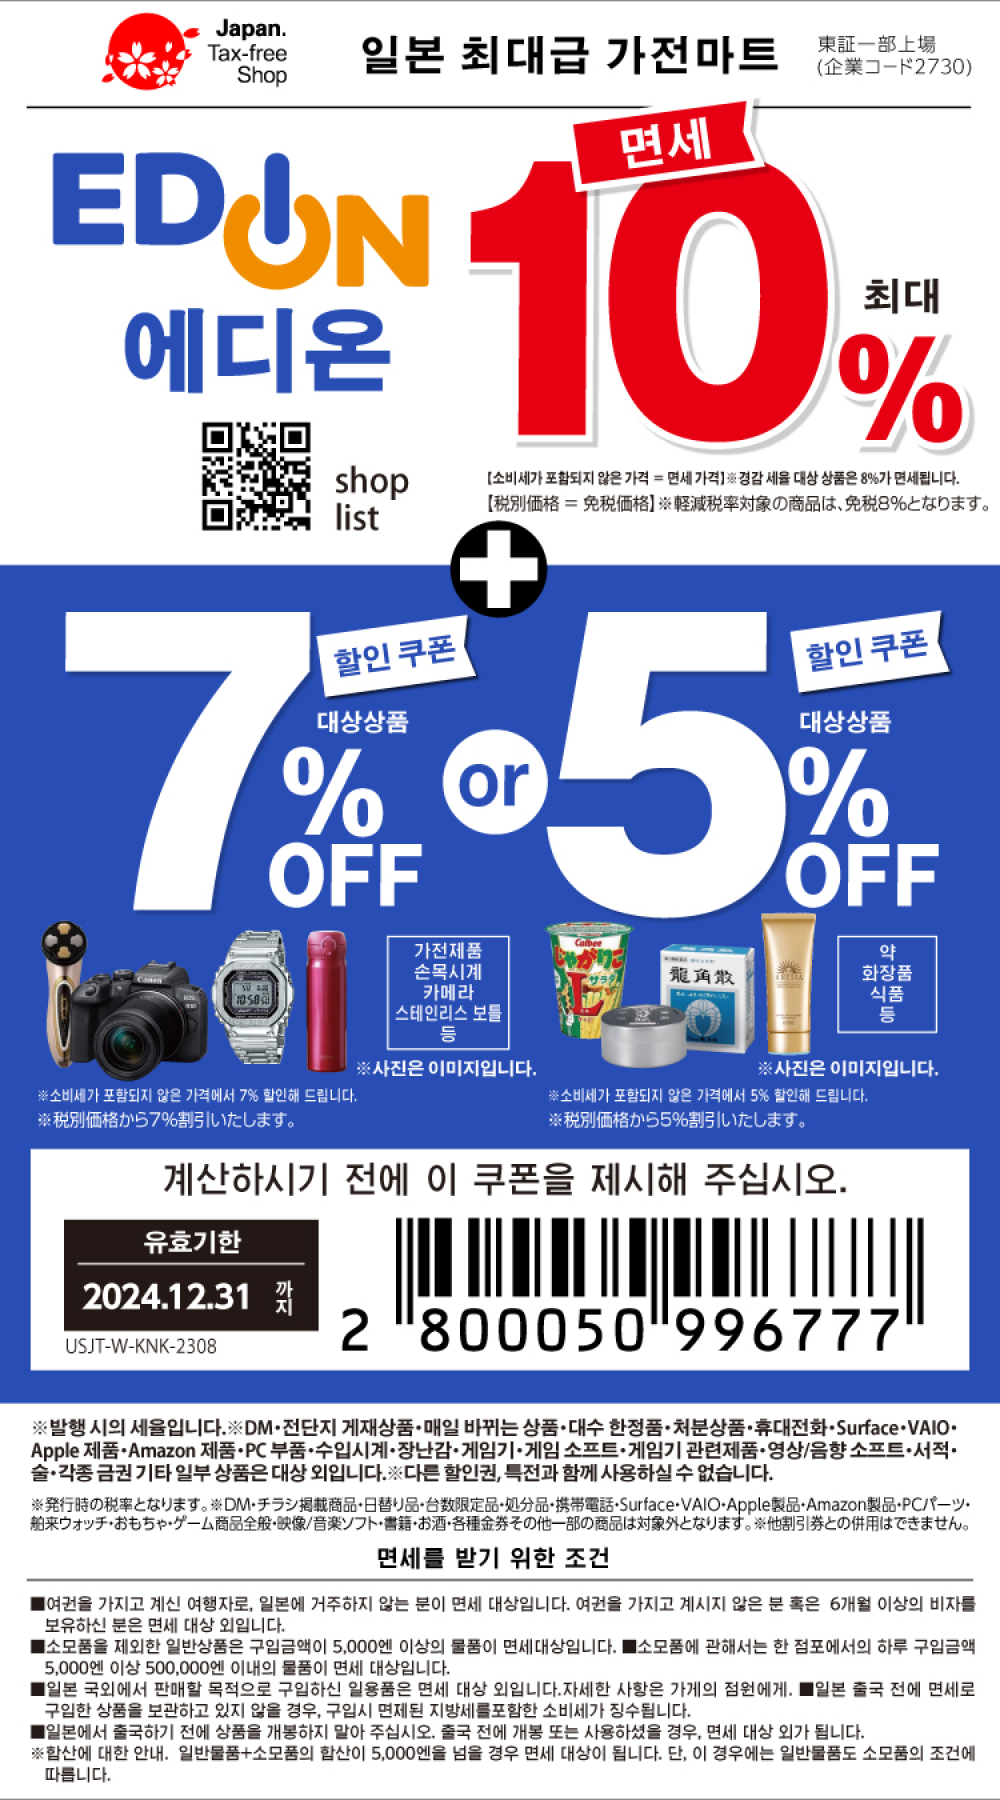 Japan.
Tax-free
Shop
일본 최대급 가전마트
東証一部上場
(企業コード2730)
EDION
에디온
면세
10%
최대
shop
list
【소비세가 포함되지 않은 가격 = 면세 가격】※경감 세율 대상 상품은 8%가 면세됩니다.
【税別価格 = 免税価格】※軽減税率対象の商品は、免税8%となります。
7
할인 쿠폰
대상상품
%
OFF
or
5
할인 쿠폰
대상상품
%
OFF
가전제품
손목시계
카메라
스테인리스 보틀
등
※사진은 이미지입니다.
※소비세가 포함되지 않은 가격에서 7% 할인해 드립니다.
※税別価格から7%割引いたします。
Canon
EOS
Calbee
じゃがりこ
サラダ
龍角散
약
화장품
식품
등
※사진은 이미지입니다.
※소비세가 포함되지 않은 가격에서 5% 할인해 드립니다.
※税別価格から5%割引いたします。
계산하시기 전에 이 쿠폰을 제시해 주십시오.
유효기한
2024.12.31 까지
USJT-W-KNK-2308
2 800050 996777
※발행 시의 세율입니다.※DM·전단지 게재상품·매일 바뀌는 상품·대수 한정품·처분상품·휴대전화·Surface·VAIO·
Apple 제품·Amazon 제품·PC 부품·수입시계·장난감·게임기·게임 소프트·게임기 관련제품·영상/음향 소프트·서적·
술·각종 금권 기타 일부 상품은 대상 외입니다.※다른 할인권, 특전과 함께 사용하실 수 없습니다.
※発行時の税率となります。※DM・チラシ掲載商品・日替り品・台数限定品・処分品・携帯電話・Surface・VAIO・Apple製品・Amazon製品・PCパーツ・
舶来ウォッチ・おもちゃ・ゲーム商品全般・映像/音楽ソフト・書籍・お酒・各種金券その他一部の商品は対象外となります。※他割引券との併用はできません。
면세를 받기 위한 조건
■여권을 가지고 계신 여행자로, 일본에 거주하지 않는 분이 면세 대상입니다. 여권을 가지고 계시지 않은 분 혹은 6개월 이상의 비자를
보유하신 분은 면세 대상 외입니다.
■소모품을 제외한 일반상품은 구입금액이 5,000엔 이상의 물품이 면세대상입니다. ■소모품에 관해서는 한 점포에서의 하루 구입금액
5,000엔 이상 500,000엔 이내의 물품이 면세 대상입니다.
■일본 국외에서 판매할 목적으로 구입하신 일용품은 면세 대상 외입니다.자세한 사항은 가게의 점원에게. ■일본 출국 전에 면세로
구입한 상품을 보관하고 있지 않을 경우, 구입시 면제된 지방세를포함한 소비세가 징수됩니다.
■일본에서 출국하기 전에 상품을 개봉하지 말아 주십시오. 출국 전에 개봉 또는 사용하셨을 경우, 면세 대상 외가 됩니다.
※합산에 대한 안내. 일반물품+소모품의 합산이 5,000엔을 넘을 경우 면세 대상이 됩니다. 단, 이 경우에는 일반물품도 소모품의 조건에
따릅니다.